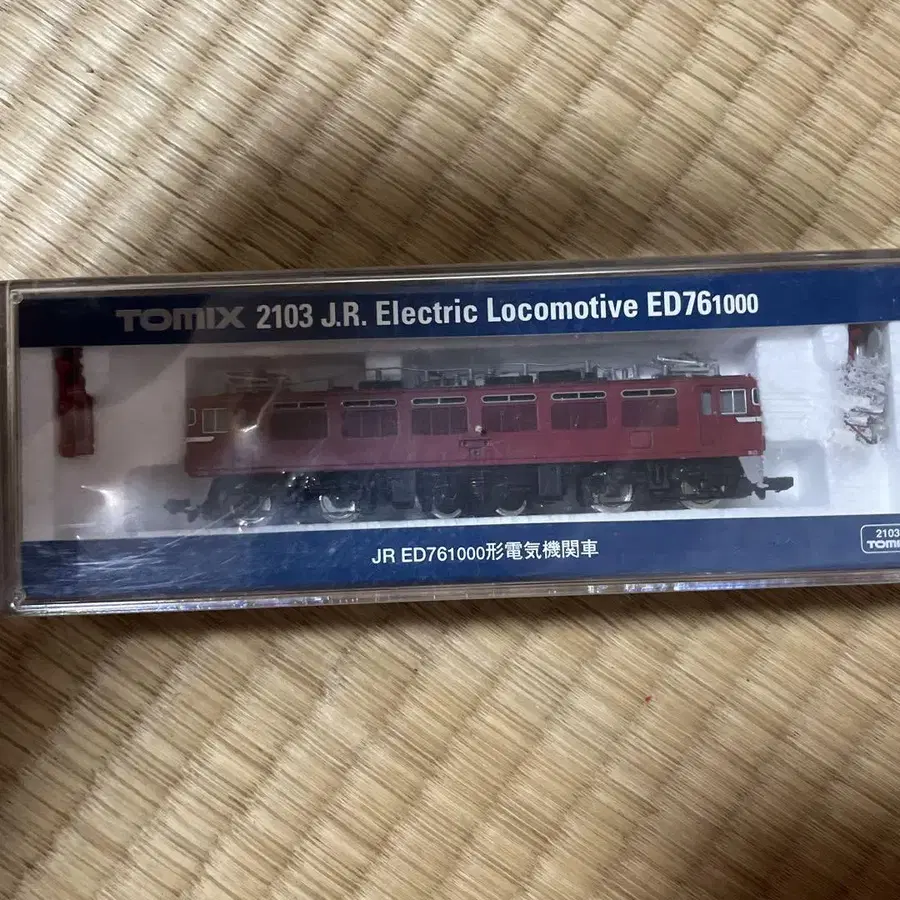 TOMIX 2103 J.R. Electric Locomotive ED761000
JR ED761000形電気機関車
2103